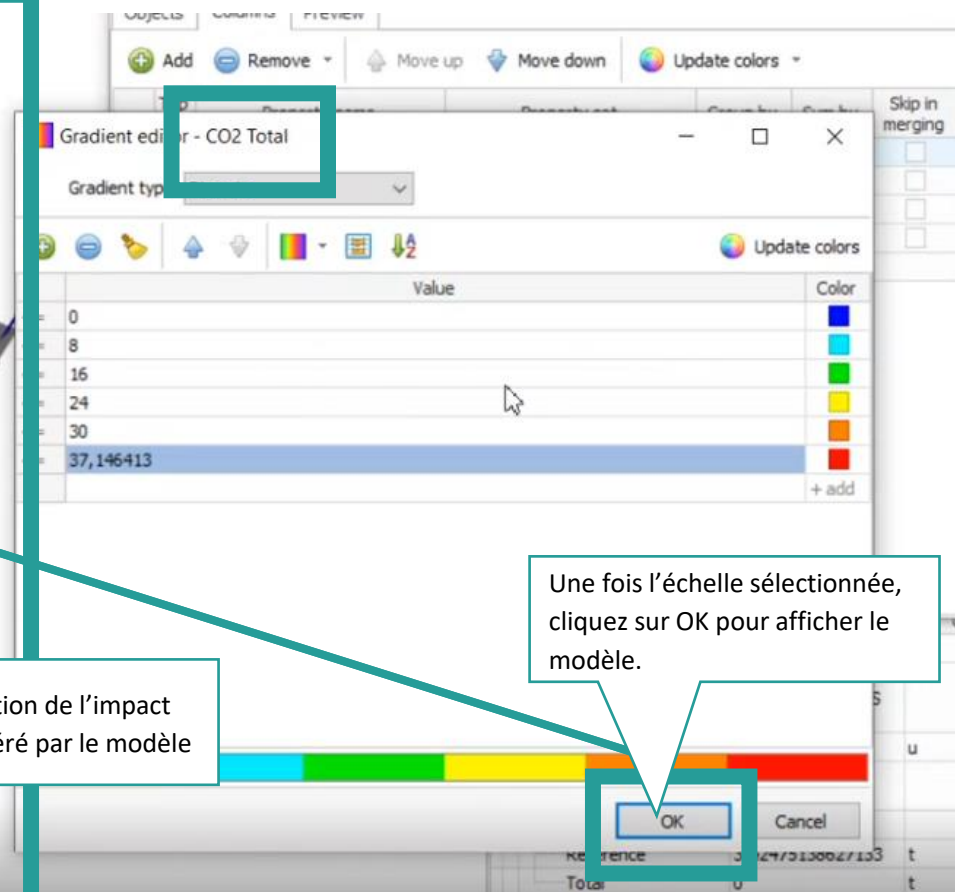 Objects Columns Preview
Add Remove Move up Move down Update colors
Skip in
merging
Gradient editor - CO2 Total
Gradient typ
Update colors
Value Color
0
8
16
24
30
37,146413
+ add
Une fois l’échelle sélectionnée,
cliquez sur OK pour afficher le
modèle.
tion de l’impact
éré par le modèle
u
OK Cancel
Reference t
Total 0 t